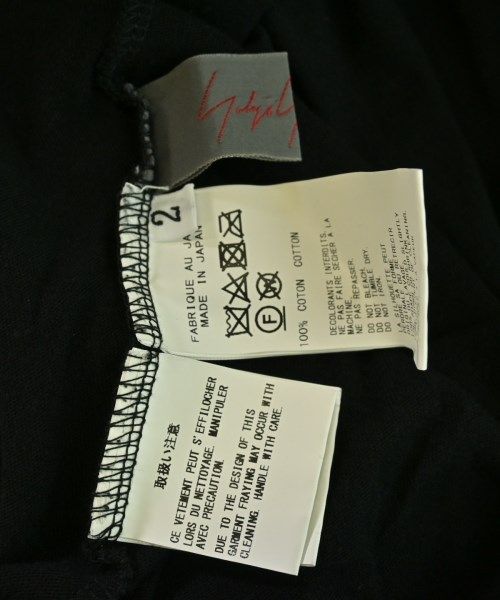 2
FABRIQUE AU JA
MADE IN JAPAN
F
100% COTON COTTON
DECOLORANTS INTERDITS.
NE PAS FAIRE SECHER A LA
MACHINE.
NE PAS REPASSER.
DO NOT BLEACH.
DO NOT TUMBLE DRY.
DO NOT IRON.
取扱い注意
CE VETEMENT PEUT S'EFFILOCHER
LORS DU NETTOYAGE. MANIPULER
AVEC PRECAUTION.
DUE TO THE DESIGN OF THIS
GARMENT FRAYING MAY OCCUR WITH
CLEANING. HANDLE WITH CARE.